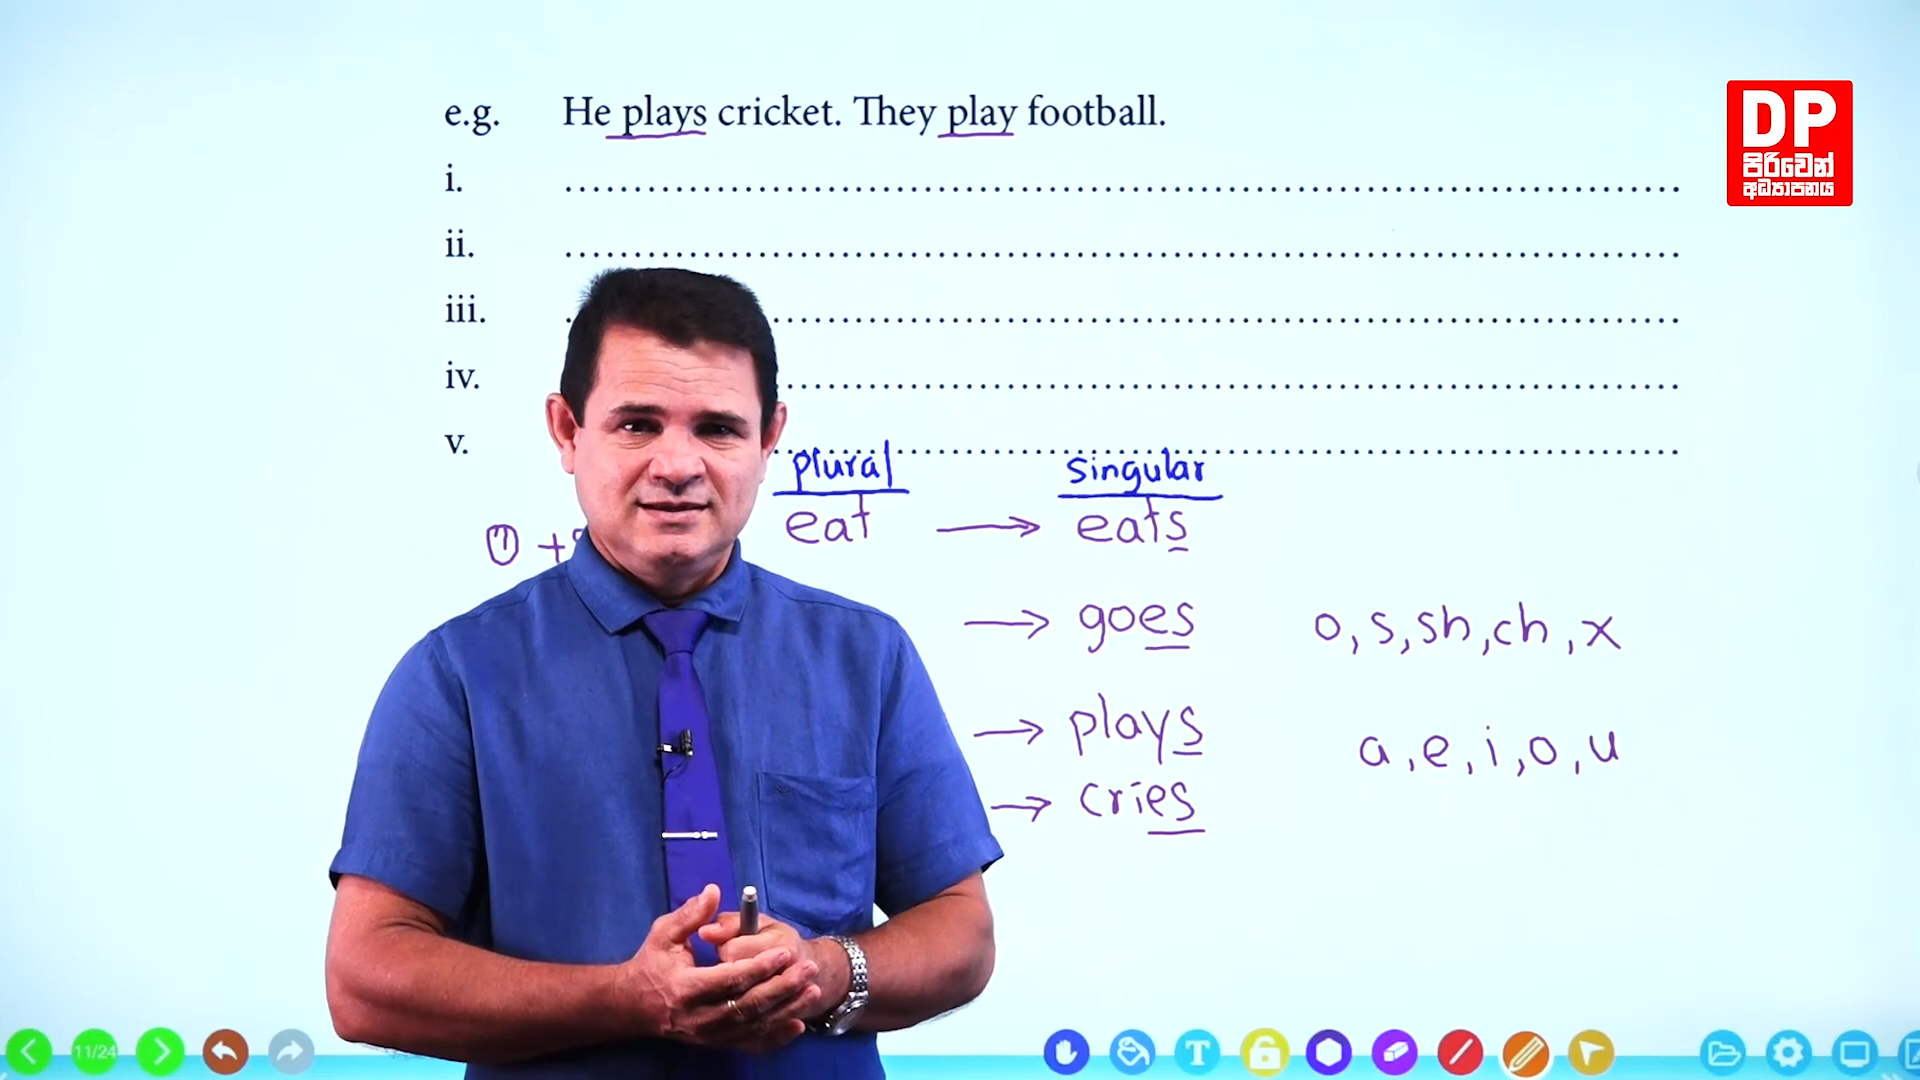 e.g. He plays cricket. They play football.
DP
පිරිවෙන්
අධ්‍යාපනය
i.
ii.
iii.
iv.
v.
plural singular
eat → eats
→ goes o, s, sh, ch, x
→ plays a, e, i, o, u
→ cries
11/24
T